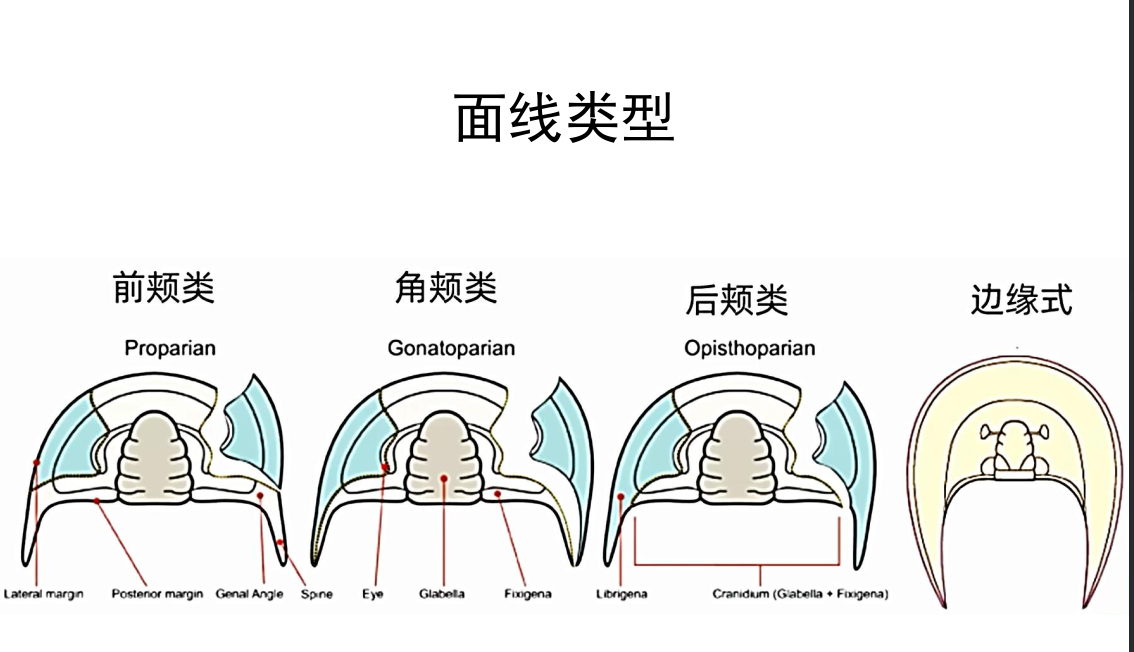 面线类型
前颊类
角颊类
后颊类
边缘式
Proparian
Gonatoparian
Opisthoparian
Lateral margin
Posterior margin
Genal Angle
Spine
Eye
Glabella
Fixigena
Librigena
Cranidium (Glabella + Fixigena)